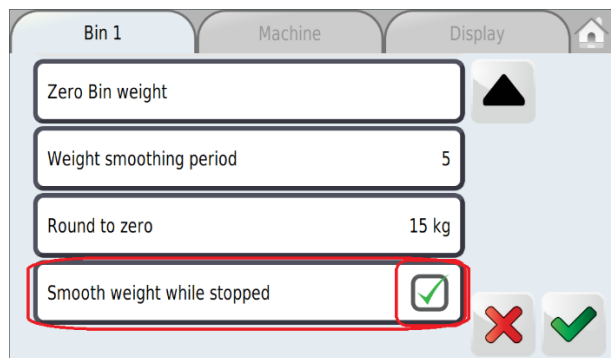 Bin 1
Machine
Display
Zero Bin weight
Weight smoothing period 5
Round to zero 15 kg
Smooth weight while stopped